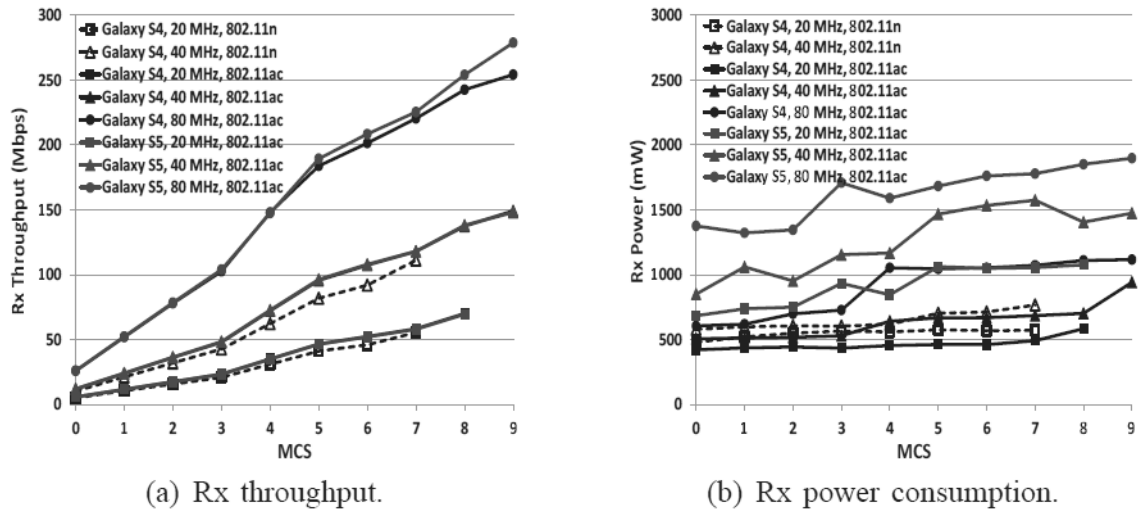 300
250
200
150
100
50
0
Rx Throughput (Mbps)
Galaxy S4, 20 MHz, 802.11n
Galaxy S4, 40 MHz, 802.11n
Galaxy S4, 20 MHz, 802.11ac
Galaxy S4, 40 MHz, 802.11ac
Galaxy S4, 80 MHz, 802.11ac
Galaxy S5, 20 MHz, 802.11ac
Galaxy S5, 40 MHz, 802.11ac
Galaxy S5, 80 MHz, 802.11ac
0 1 2 3 4 5 6 7 8 9
MCS
(a) Rx throughput.
3000
2500
2000
1500
1000
500
0
Rx Power (mW)
Galaxy S4, 20 MHz, 802.11n
Galaxy S4, 40 MHz, 802.11n
Galaxy S4, 20 MHz, 802.11ac
Galaxy S4, 40 MHz, 802.11ac
Galaxy S4, 80 MHz, 802.11ac
Galaxy S5, 20 MHz, 802.11ac
Galaxy S5, 40 MHz, 802.11ac
Galaxy S5, 80 MHz, 802.11ac
0 1 2 3 4 5 6 7 8 9
MCS
(b) Rx power consumption.